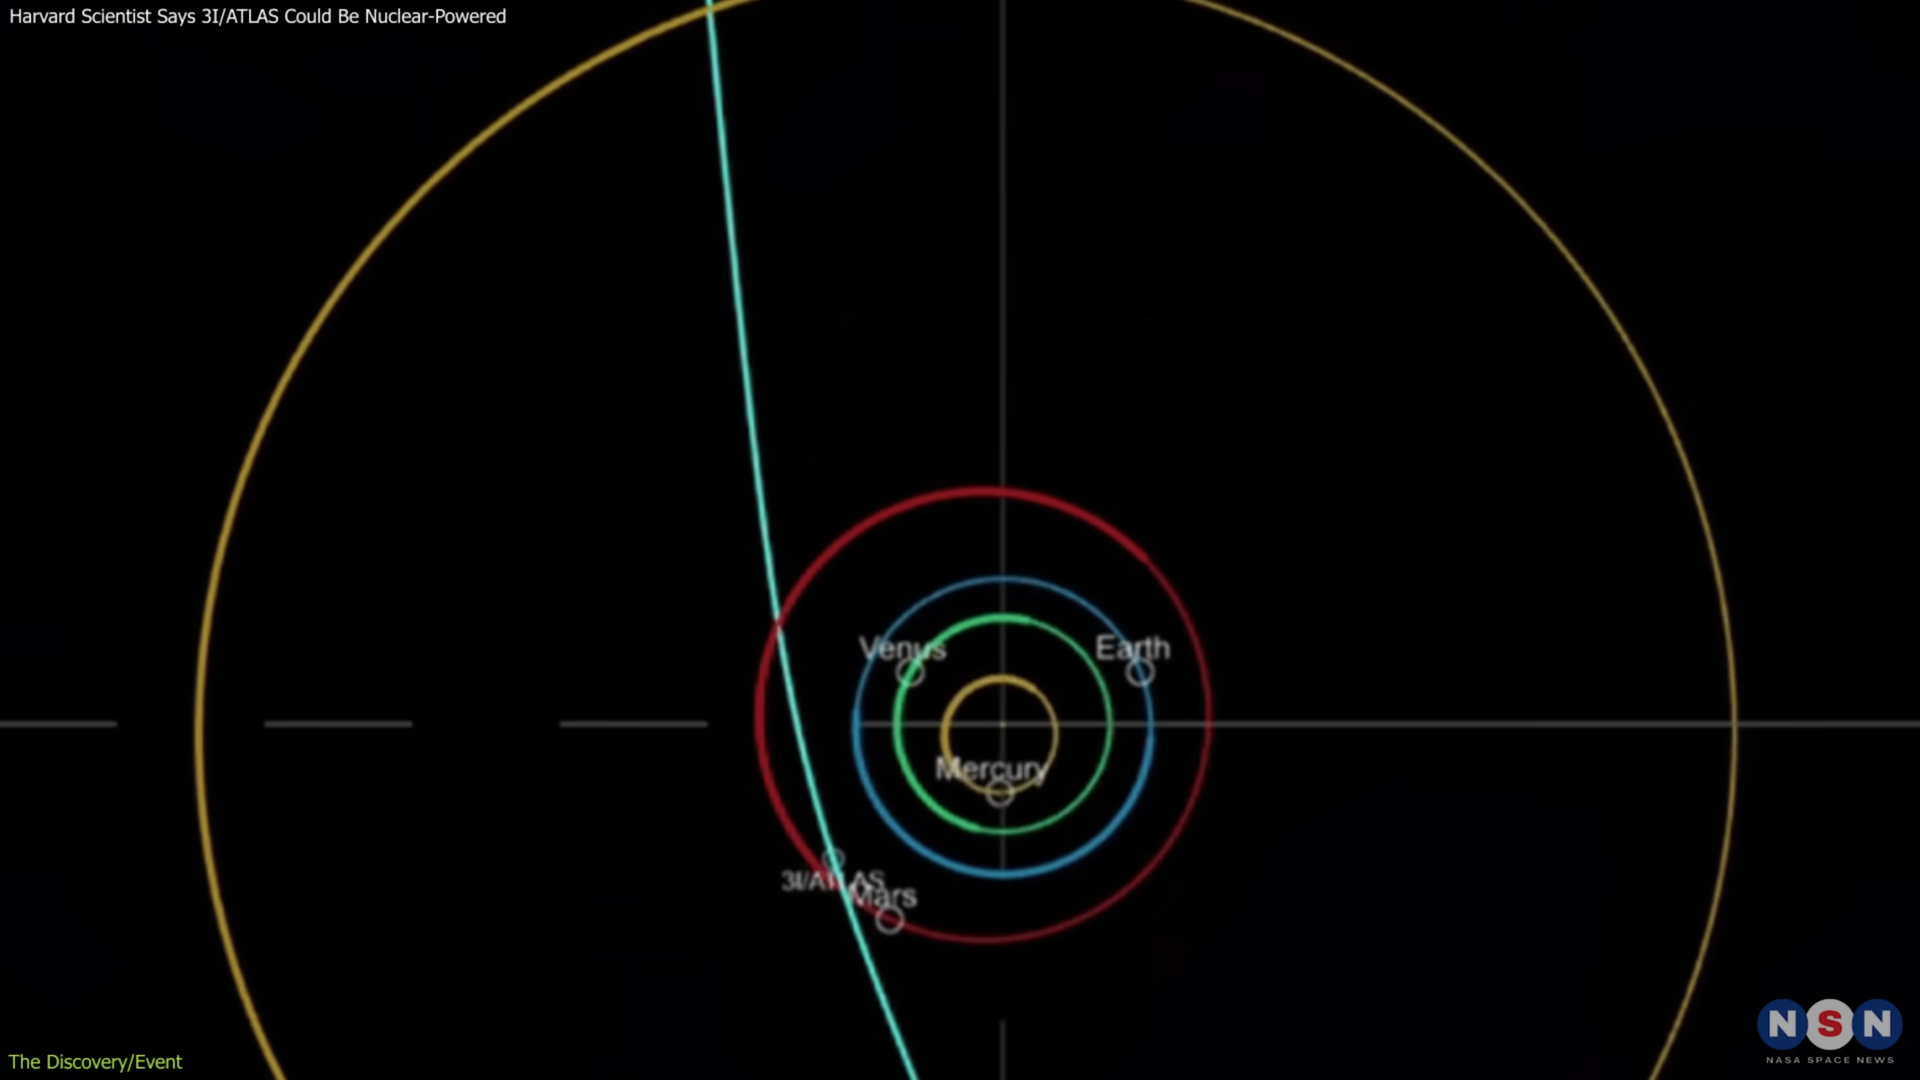 Harvard Scientist Says 3I/ATLAS Could Be Nuclear-Powered
Venus
Earth
Mercury
3I/ATLAS
Mars
The Discovery/Event
NSN
NASA SPACE NEWS